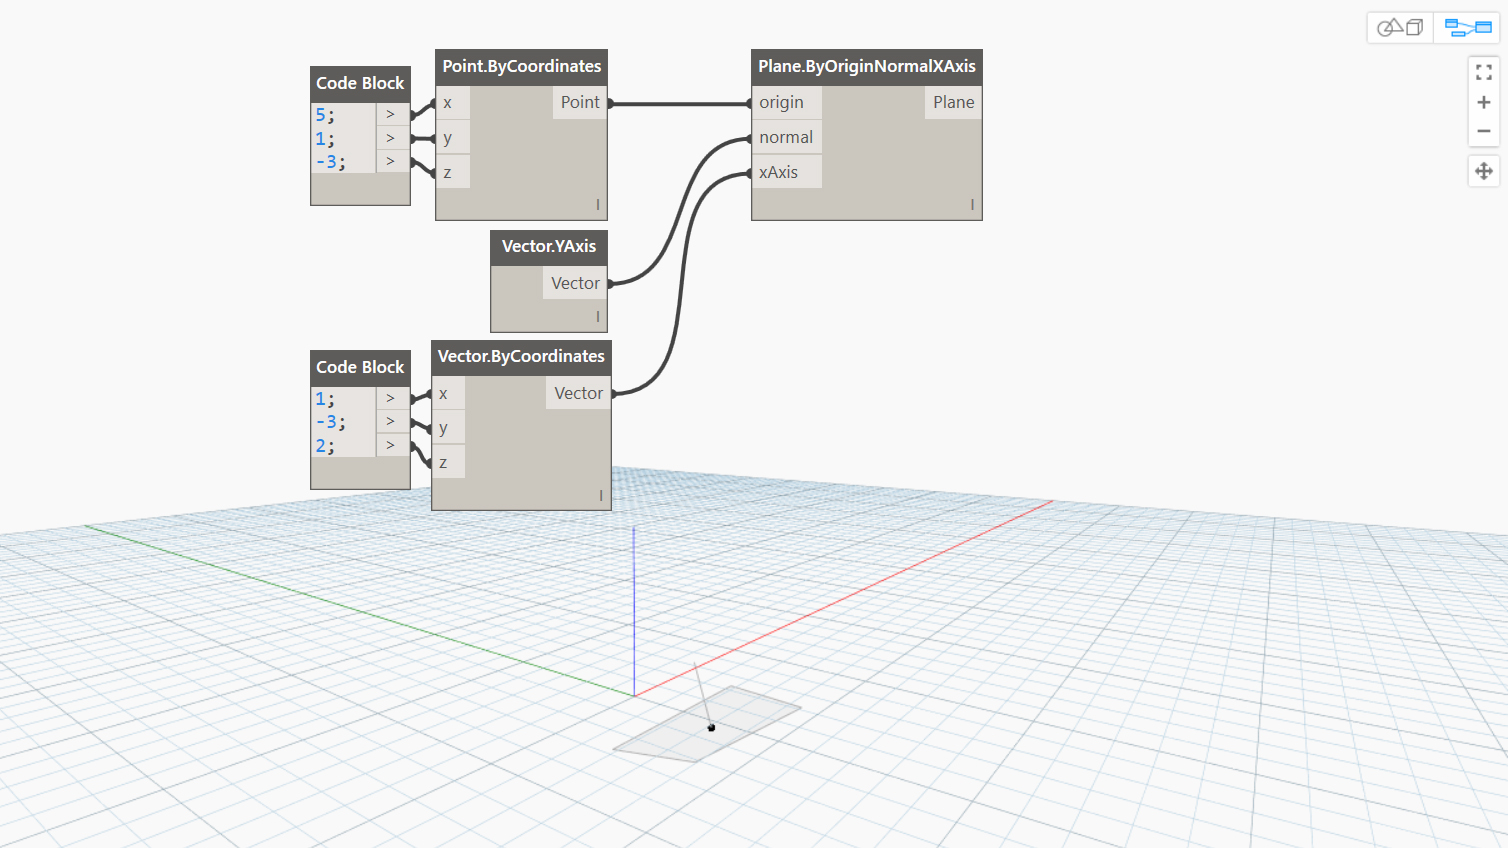 Code Block
5; >
1; >
-3; >
Point.ByCoordinates
x Point
y
z
l
Plane.ByOriginNormalXAxis
origin Plane
normal
xAxis
l
Vector.YAxis
Vector
l
Code Block
1; >
-3; >
2; >
Vector.ByCoordinates
x Vector
y
z
l